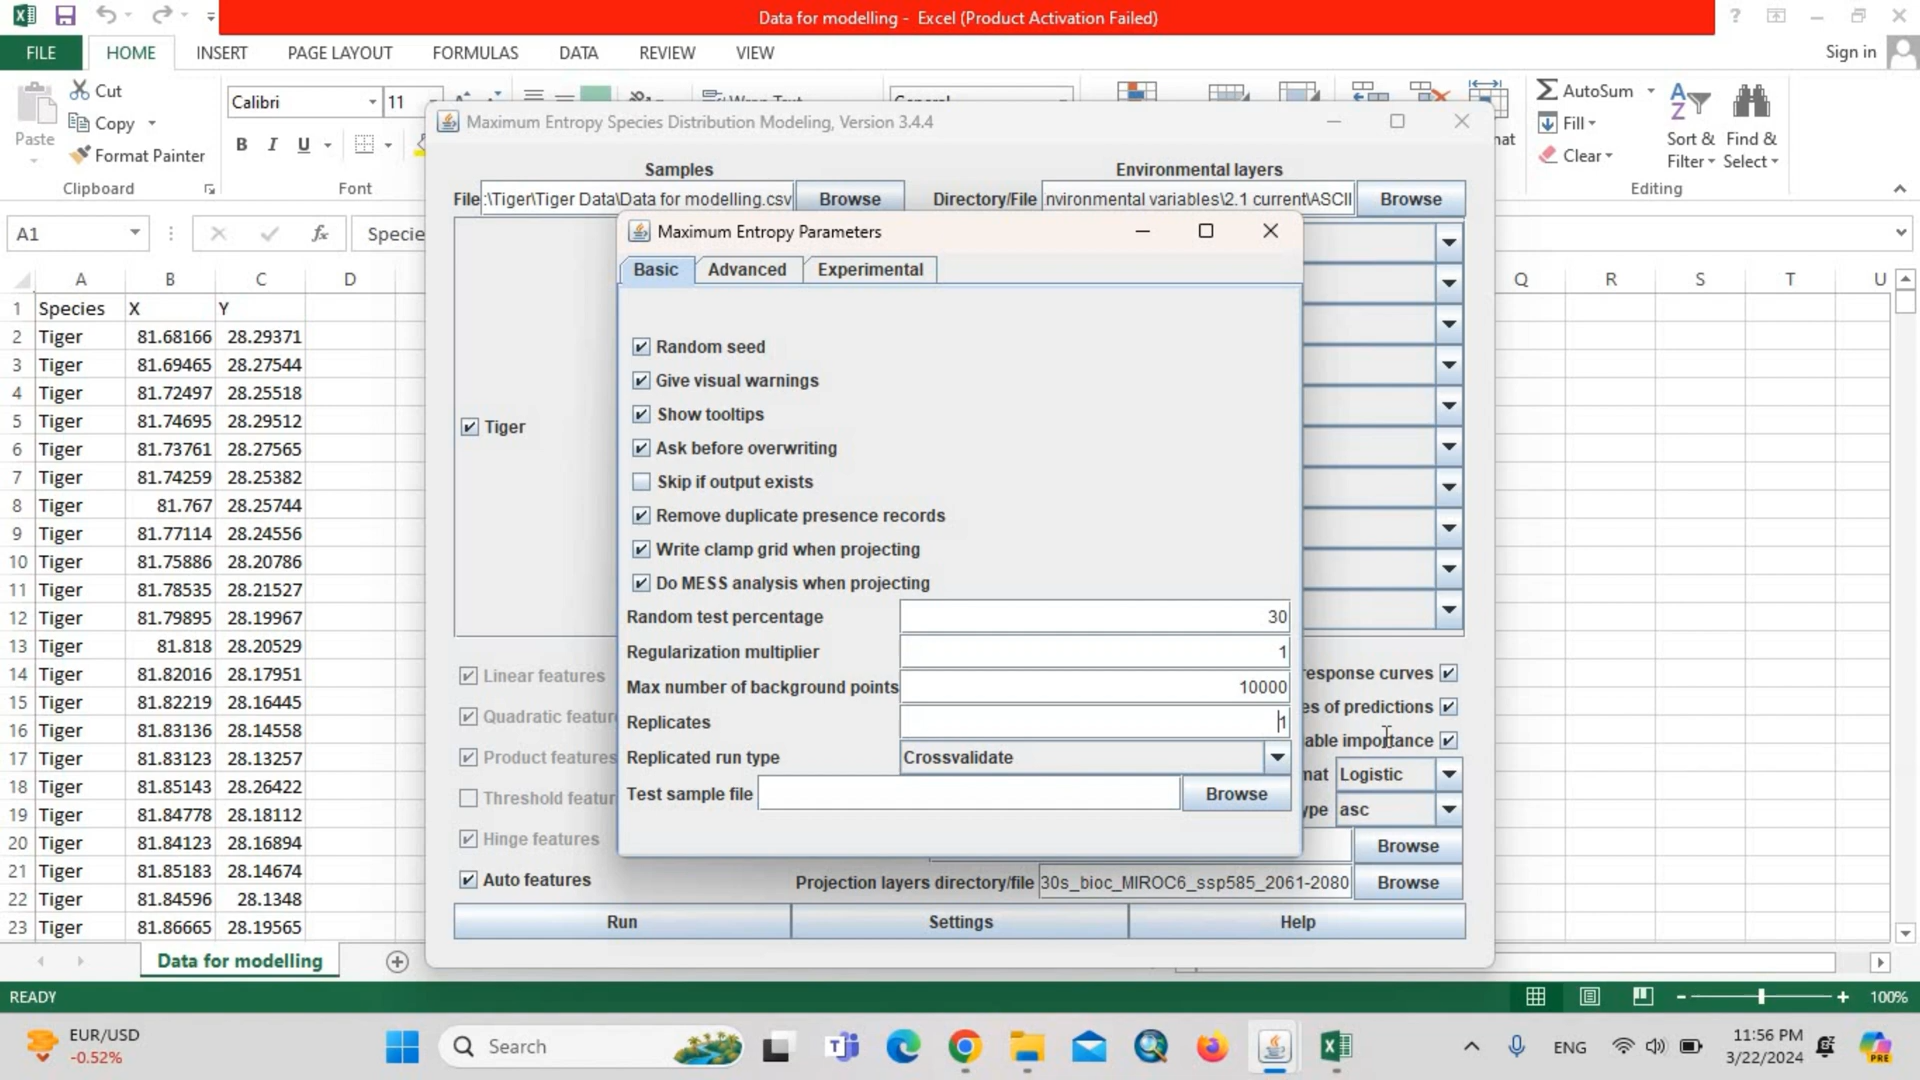 Data for modelling - Excel (Product Activation Failed)
FILE HOME INSERT PAGE LAYOUT FORMULAS DATA REVIEW VIEW Sign in
Cut
Copy
Format Painter
Paste
Clipboard
Calibri 11
B I U
Font
AutoSum
Fill
Clear
Sort & Filter
Find & Select
Editing
A1 fx
A B C D Q R S T U
1 Species X Y
2 Tiger 81.68166 28.29371
3 Tiger 81.69465 28.27544
4 Tiger 81.72497 28.25518
5 Tiger 81.74695 28.29512
6 Tiger 81.73761 28.27565
7 Tiger 81.74259 28.25382
8 Tiger 81.767 28.25744
9 Tiger 81.77114 28.24556
10 Tiger 81.75886 28.20786
11 Tiger 81.78535 28.21527
12 Tiger 81.79895 28.19967
13 Tiger 81.818 28.20529
14 Tiger 81.82016 28.17951
15 Tiger 81.82219 28.16445
16 Tiger 81.83136 28.14558
17 Tiger 81.83123 28.13257
18 Tiger 81.85143 28.26422
19 Tiger 81.84778 28.18112
20 Tiger 81.84123 28.16894
21 Tiger 81.85183 28.14674
22 Tiger 81.84596 28.1348
23 Tiger 81.86665 28.19565
Maximum Entropy Species Distribution Modeling, Version 3.4.4
Samples Environmental layers
File :\Tiger\Tiger Data\Data for modelling.csv Browse Directory/File nvironmental variables\2.1 current\ASCII Browse
Tiger
Maximum Entropy Parameters
Basic Advanced Experimental
Random seed
Give visual warnings
Show tooltips
Ask before overwriting
Skip if output exists
Remove duplicate presence records
Write clamp grid when projecting
Do MESS analysis when projecting
Random test percentage 30
Regularization multiplier 1
Max number of background points 10000
Replicates 1
Replicated run type Crossvalidate
Test sample file Browse
Linear features
Product features
Hinge features
Auto features
response curves
of predictions
importance
Logistic
asc
Browse
Projection layers directory/file 30s_bioc_MIROC6_ssp585_2061-2080 Browse
Run Settings Help
Data for modelling
READY 100%
EUR/USD
-0.52%
Search
ENG
11:56 PM
3/22/2024
PRE